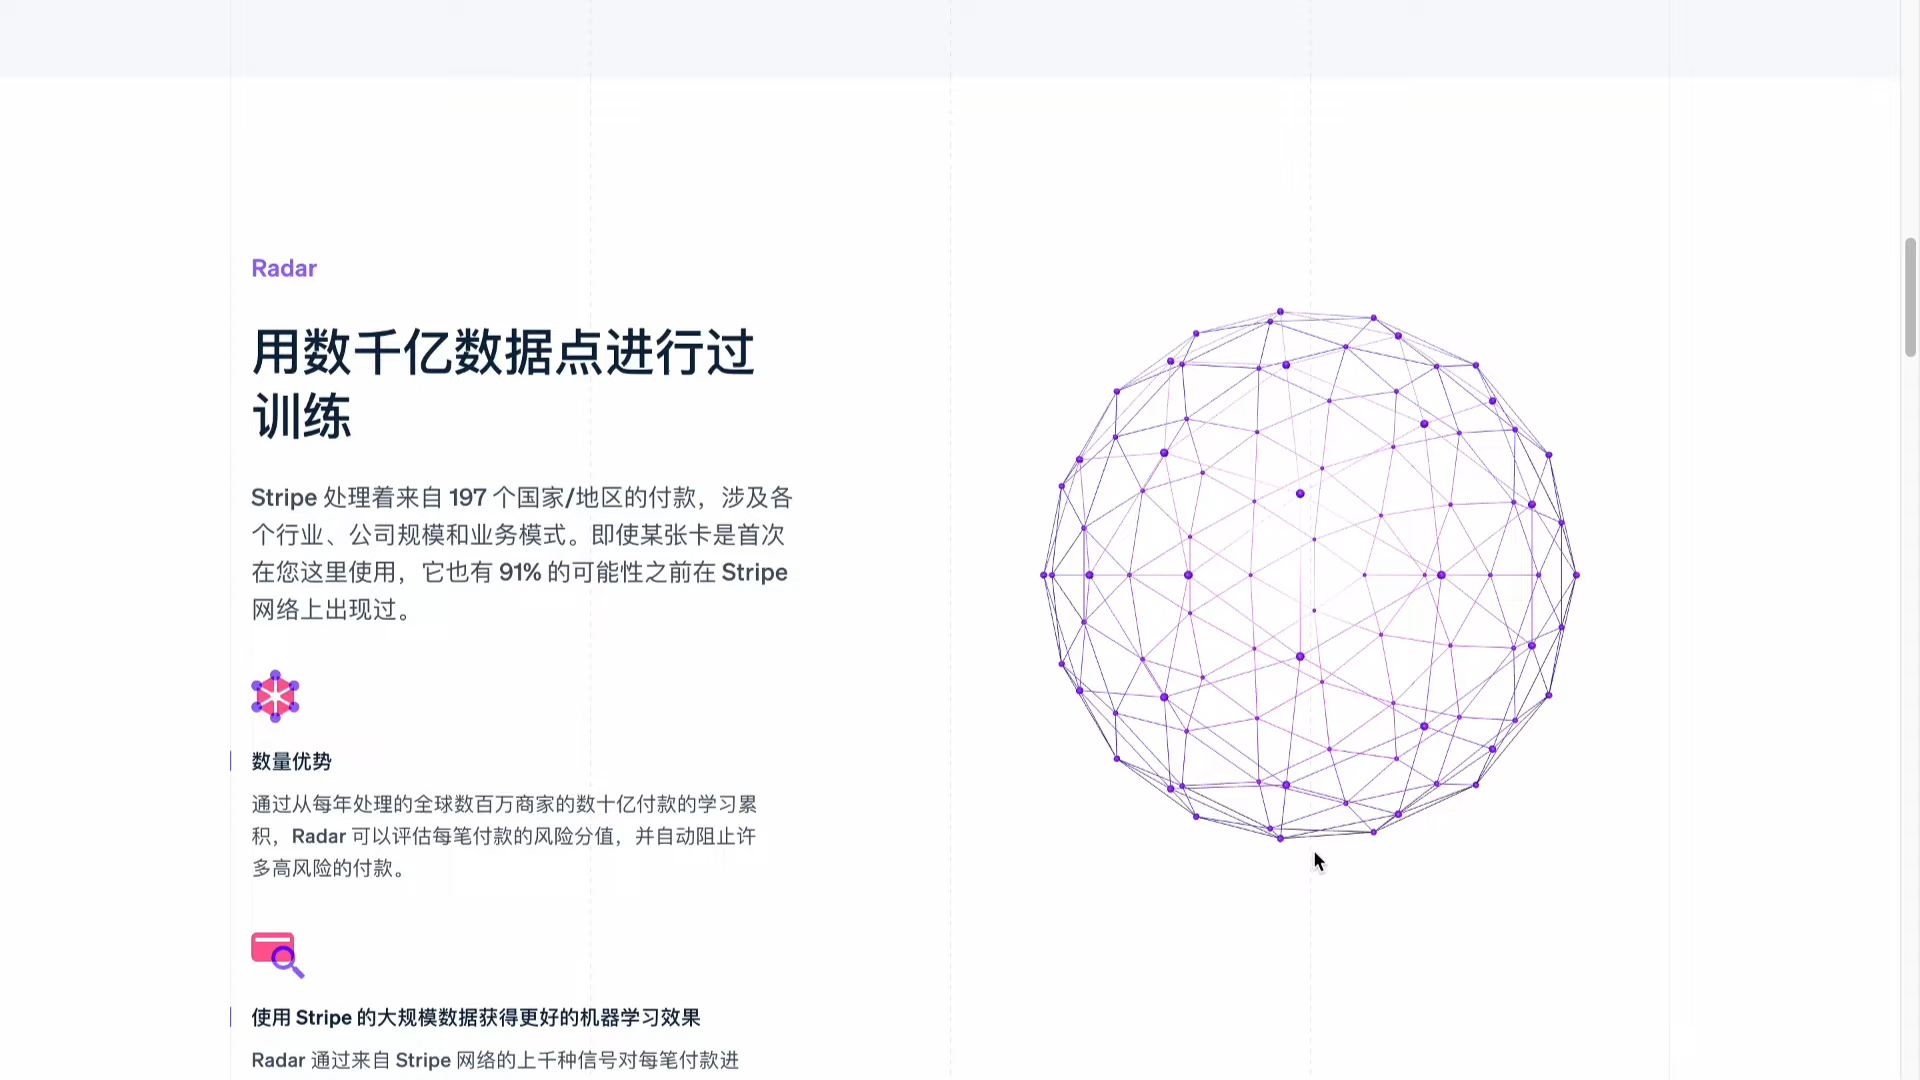 Radar
用数千亿数据点进行过
训练
Stripe 处理着来自 197 个国家/地区的付款，涉及各
个行业、公司规模和业务模式。即使某张卡是首次
在您这里使用，它也有 91% 的可能性之前在 Stripe
网络上出现过。
数量优势
通过从每年处理的全球数百万商家的数十亿付款的学习累
积，Radar 可以评估每笔付款的风险分值，并自动阻止许
多高风险的付款。
使用 Stripe 的大规模数据获得更好的机器学习效果
Radar 通过来自 Stripe 网络的上千种信号对每笔付款进